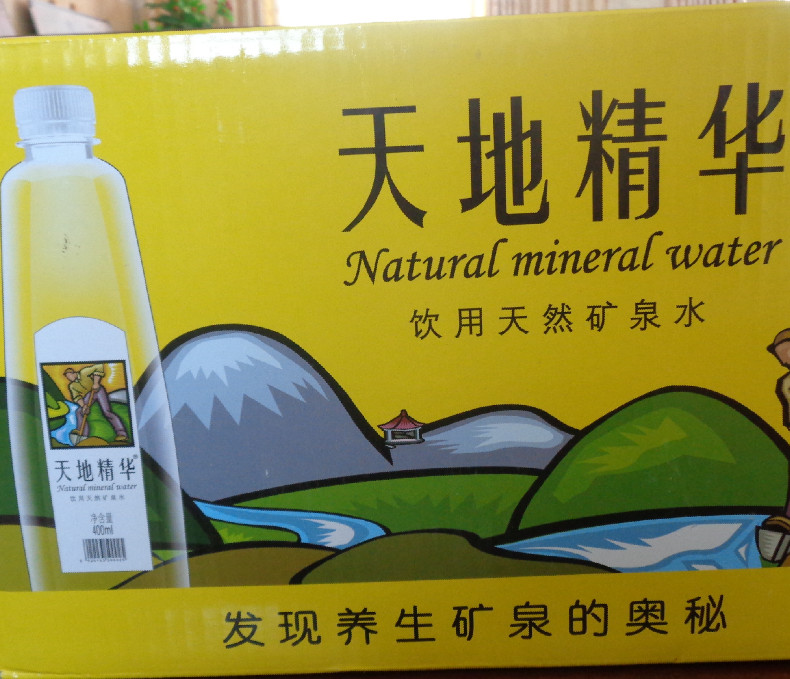 天地精华
Natural mineral water
饮用天然矿泉水
天地精华
Natural mineral water
饮用天然矿泉水
净含量
400ml
发现养生矿泉的奥秘